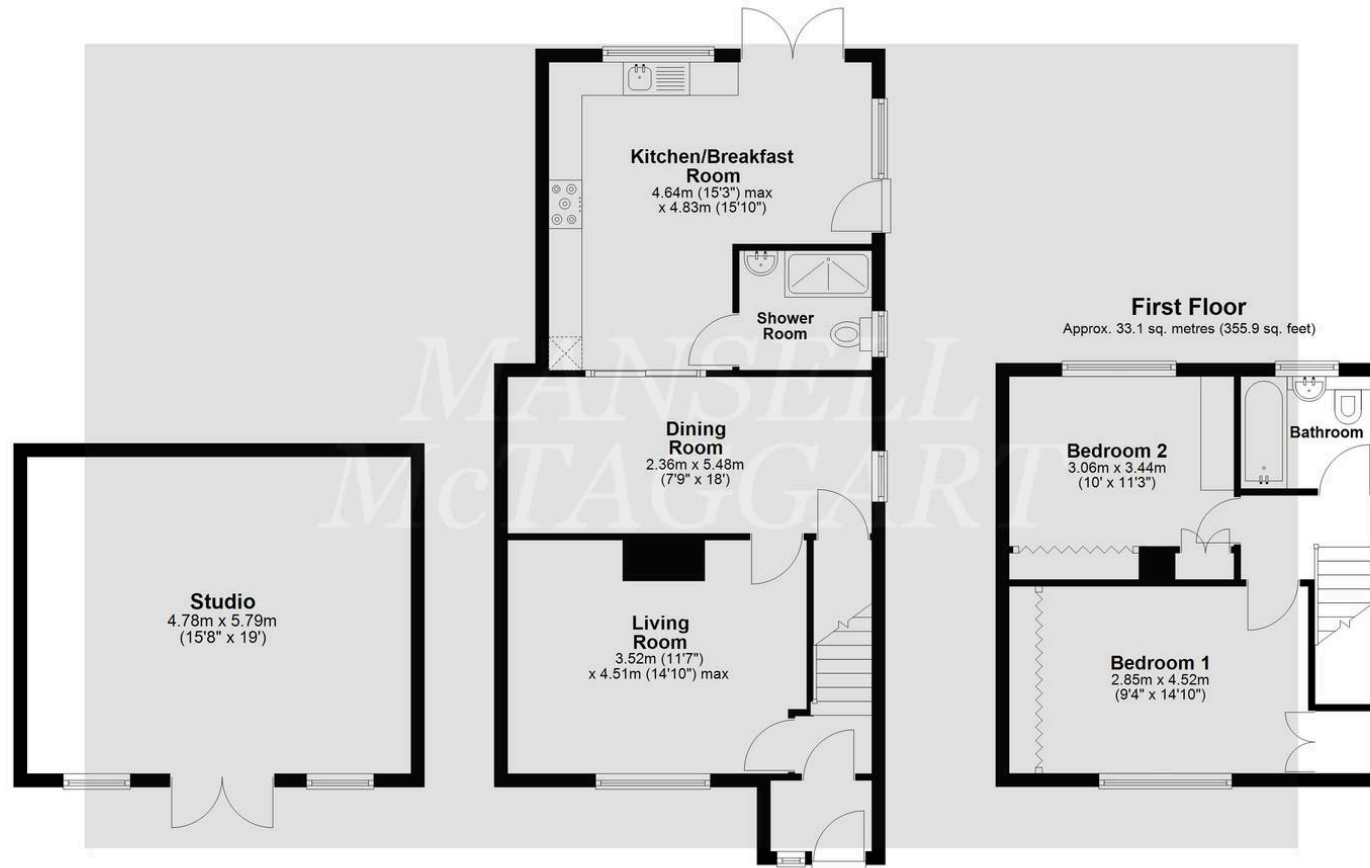 Kitchen/Breakfast
Room
4.64m (15'3") max
x 4.83m (15'10")
Shower
Room
First Floor
Approx. 33.1 sq. metres (355.9 sq. feet)
MANSELL
McTAGGART
Dining
Room
2.36m x 5.48m
(7'9" x 18')
Bedroom 2
3.06m x 3.44m
(10' x 11'3")
Bathroom
Studio
4.78m x 5.79m
(15'8" x 19')
Living
Room
3.52m (11'7")
x 4.51m (14'10") max
Bedroom 1
2.85m x 4.52m
(9'4" x 14'10")